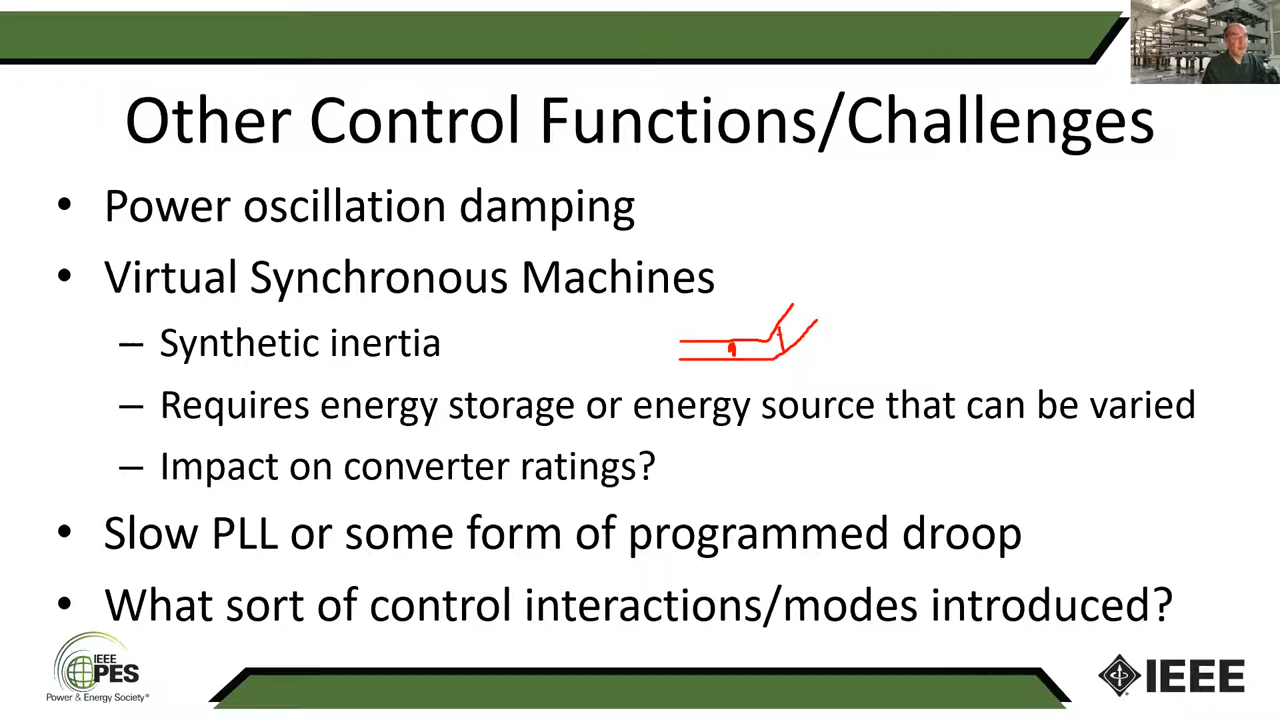 Other Control Functions/Challenges
• Power oscillation damping
• Virtual Synchronous Machines
– Synthetic inertia
– Requires energy storage or energy source that can be varied
– Impact on converter ratings?
• Slow PLL or some form of programmed droop
• What sort of control interactions/modes introduced?
IEEE
PES
Power & Energy Society®
IEEE